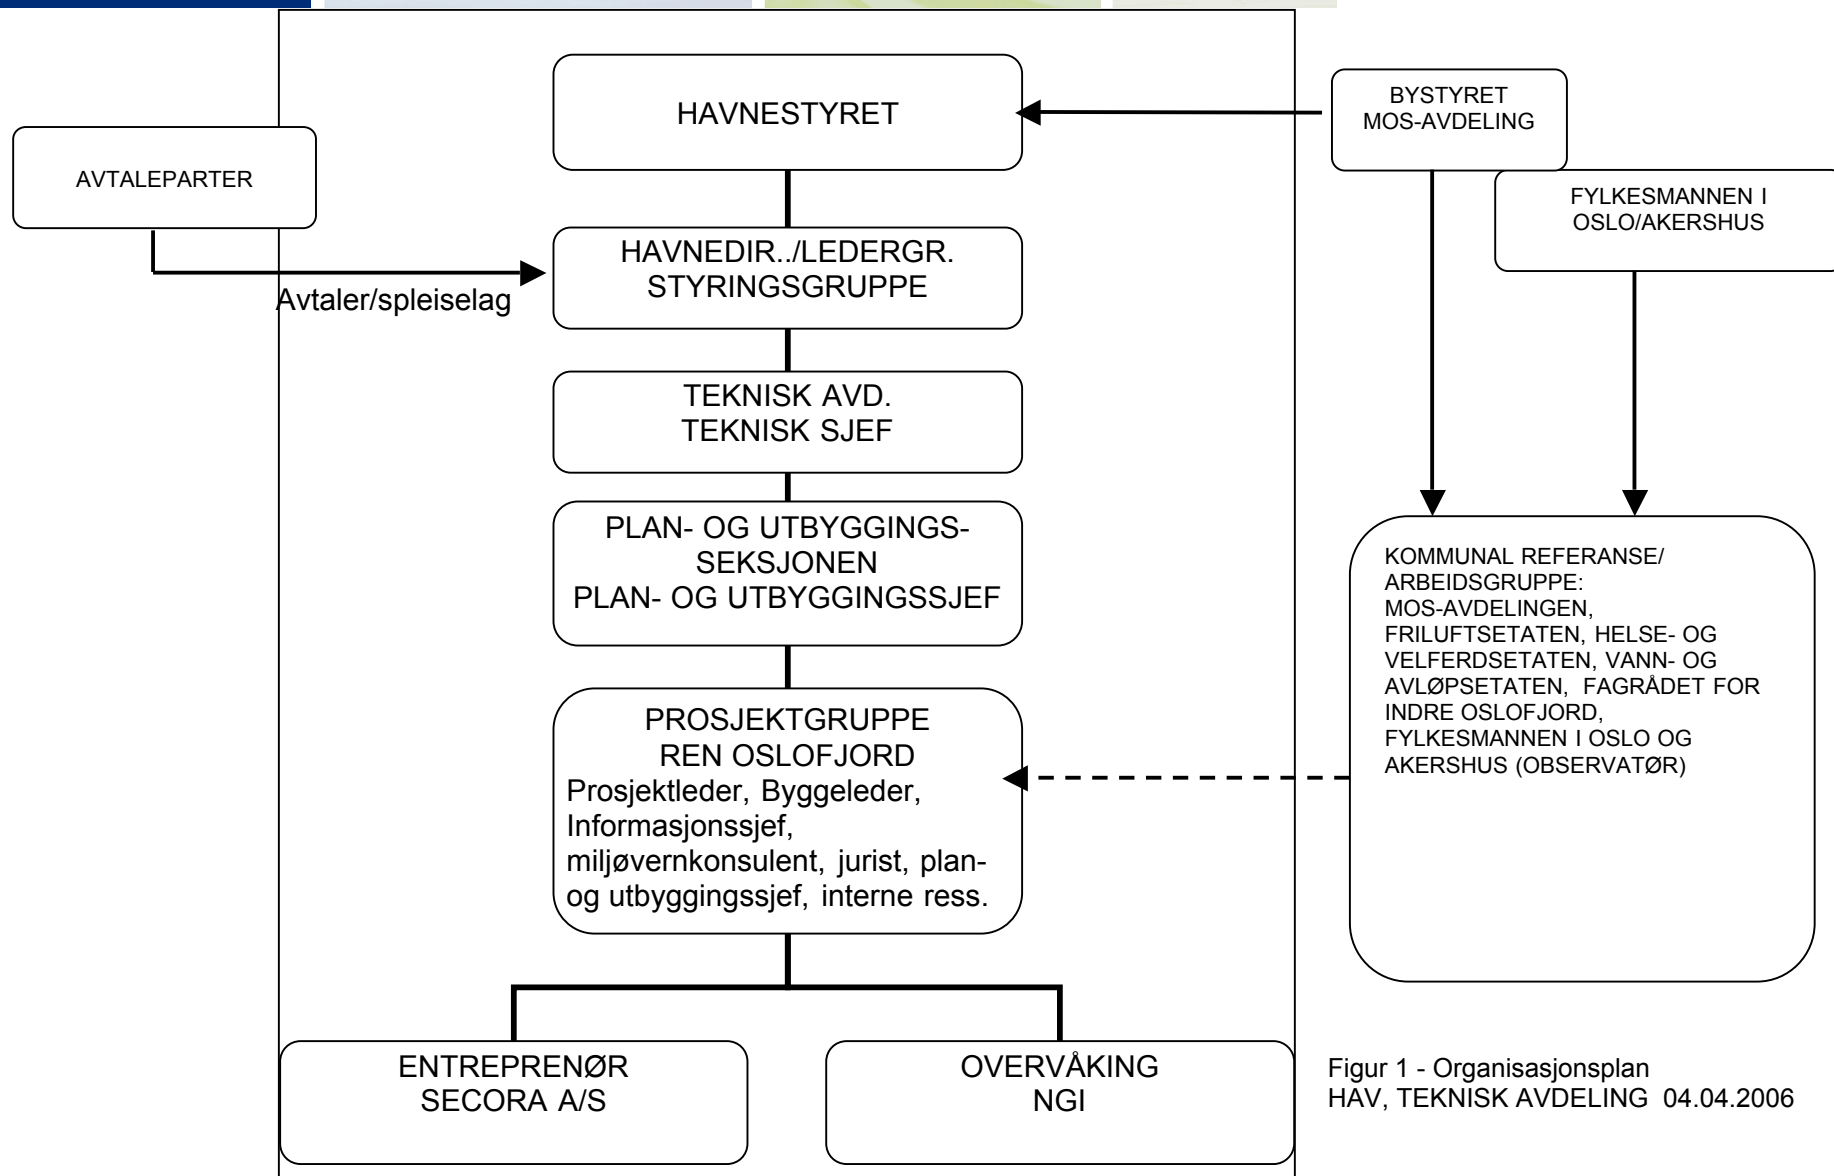 HAVNESTYRET
BYSTYRET
MOS-AVDELING
AVTALEPARTER
FYLKESMANNEN I
OSLO/AKERSHUS
HAVNEDIR../LEDERGR.
STYRINGSGRUPPE
Avtaler/spleiselag
TEKNISK AVD.
TEKNISK SJEF
PLAN- OG UTBYGGINGS-
SEKSJONEN
PLAN- OG UTBYGGINGSSJEF
KOMMUNAL REFERANSE/
ARBEIDSGRUPPE:
MOS-AVDELINGEN,
FRILUFTSETATEN, HELSE- OG
VELFERDSETATEN, VANN- OG
AVLØPSETATEN,  FAGRÅDET FOR
INDRE OSLOFJORD,
FYLKESMANNEN I OSLO OG
AKERSHUS (OBSERVATØR)
PROSJEKTGRUPPE
REN OSLOFJORD
Prosjektleder, Byggeleder,
Informasjonssjef,
miljøvernkonsulent, jurist, plan-
og utbyggingssjef, interne ress.
ENTREPRENØR
SECORA A/S
OVERVÅKING
NGI
Figur 1 - Organisasjonsplan
HAV, TEKNISK AVDELING  04.04.2006